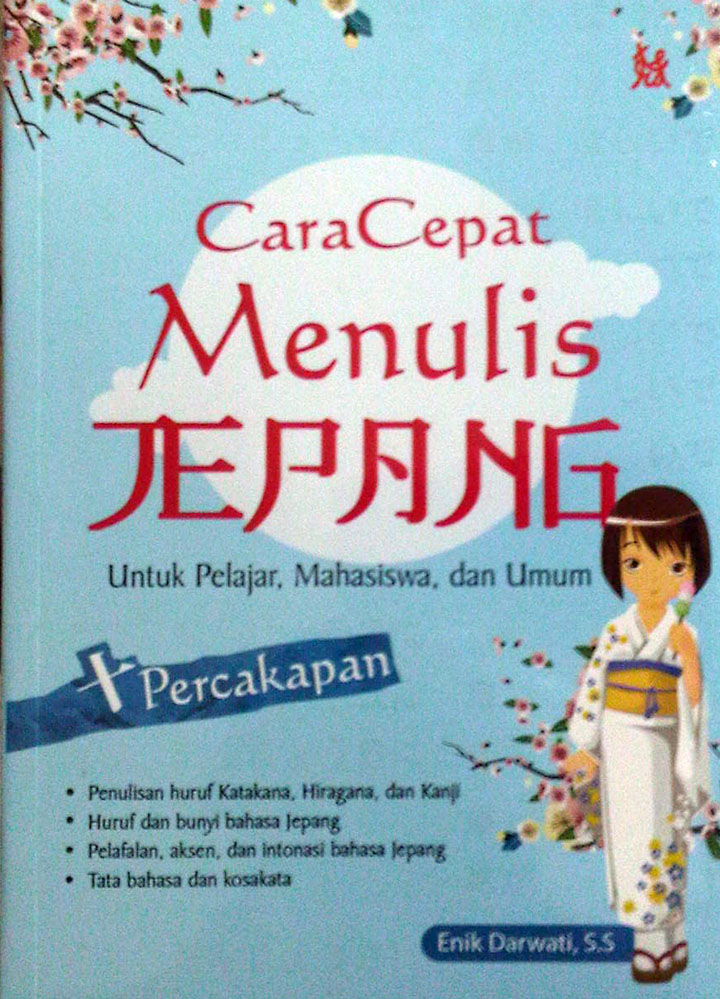 CaraCepat
Menulis
JEPANG
Untuk Pelajar, Mahasiswa, dan Umum
+Percakapan
• Penulisan huruf Katakana, Hiragana, dan Kanji
• Huruf dan bunyi bahasa Jepang
• Pelafalan, aksen, dan intonasi bahasa Jepang
• Tata bahasa dan kosakata
Enik Darwati, S.S